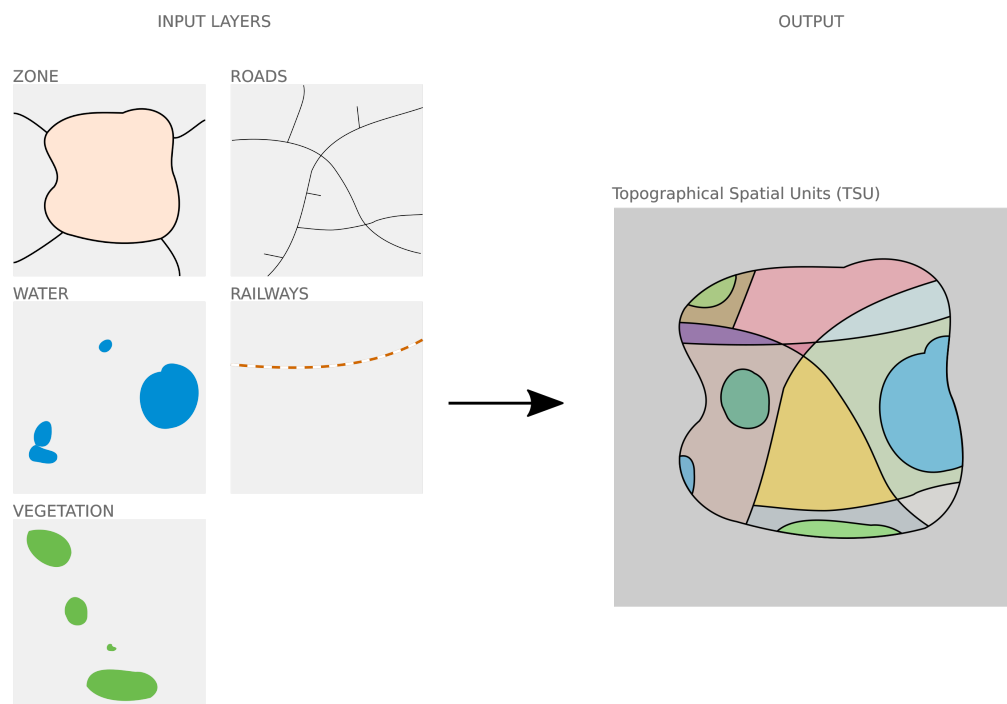 INPUT LAYERS
OUTPUT
ZONE
ROADS
Topographical Spatial Units (TSU)
WATER
RAILWAYS
VEGETATION